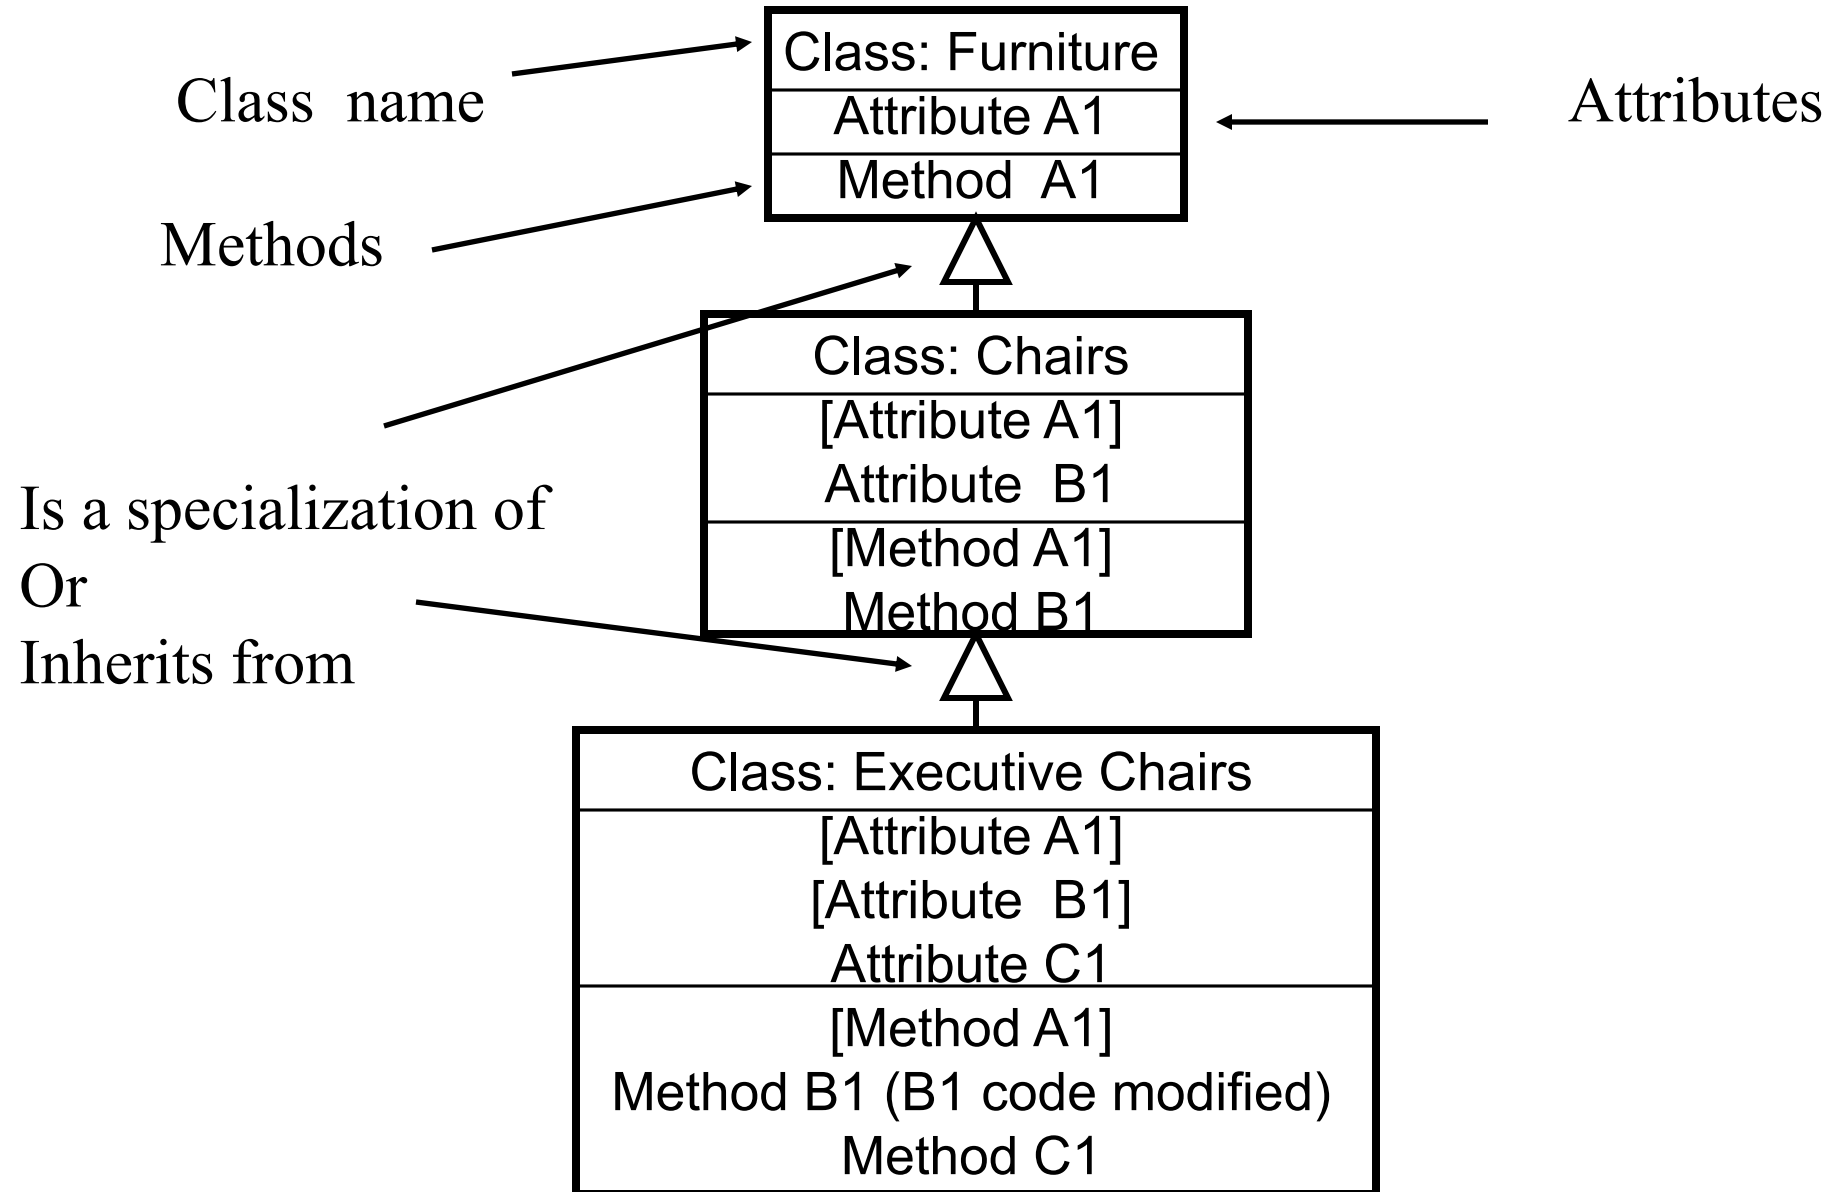 Class: Furniture
Class name
Attribute A1
Attributes
Method A1
Methods
Class: Chairs
[Attribute A1]
Attribute B1
Is a specialization of
[Method A1]
Or
Method B1
Inherits from
Class: Executive Chairs
[Attribute A1]
[Attribute B1]
Attribute C1
[Method A1]
Method B1 (B1 code modified)
Method C1